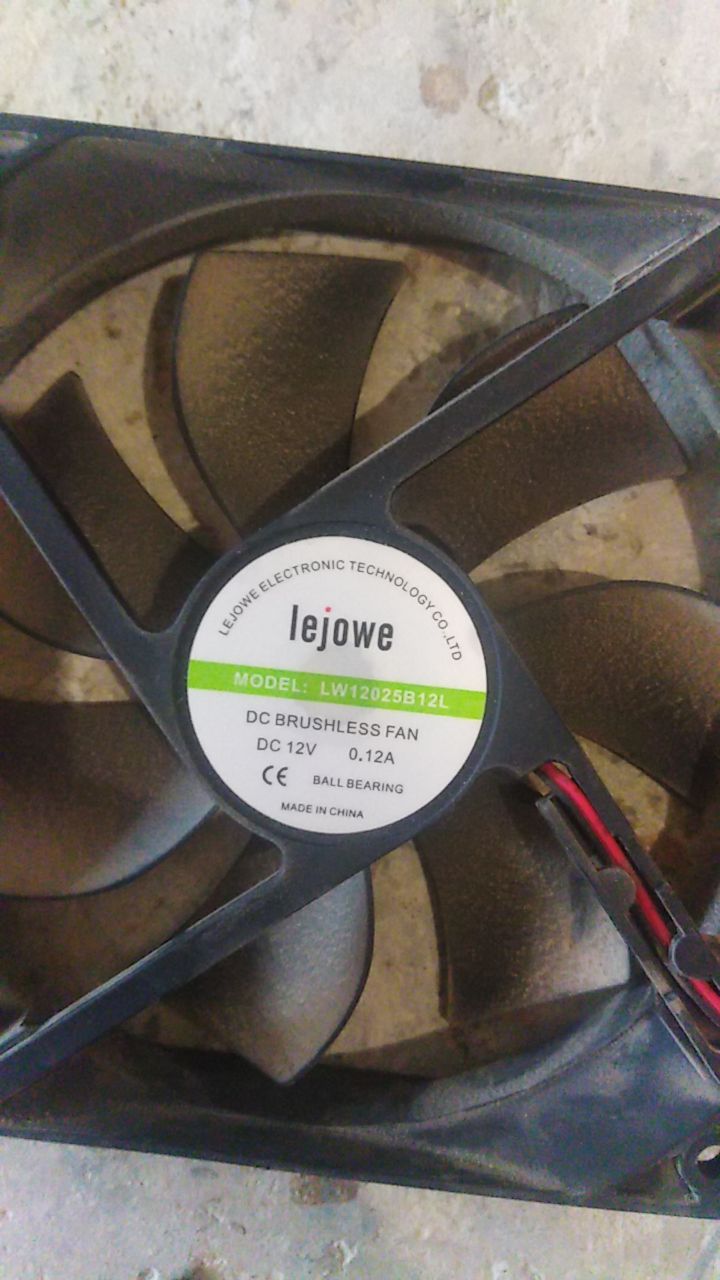 LEJOWE ELECTRONIC TECHNOLOGY CO.,LTD
lejowe
MODEL: LW12025B12L
DC BRUSHLESS FAN
DC 12V 0.12A
CE BALL BEARING
MADE IN CHINA